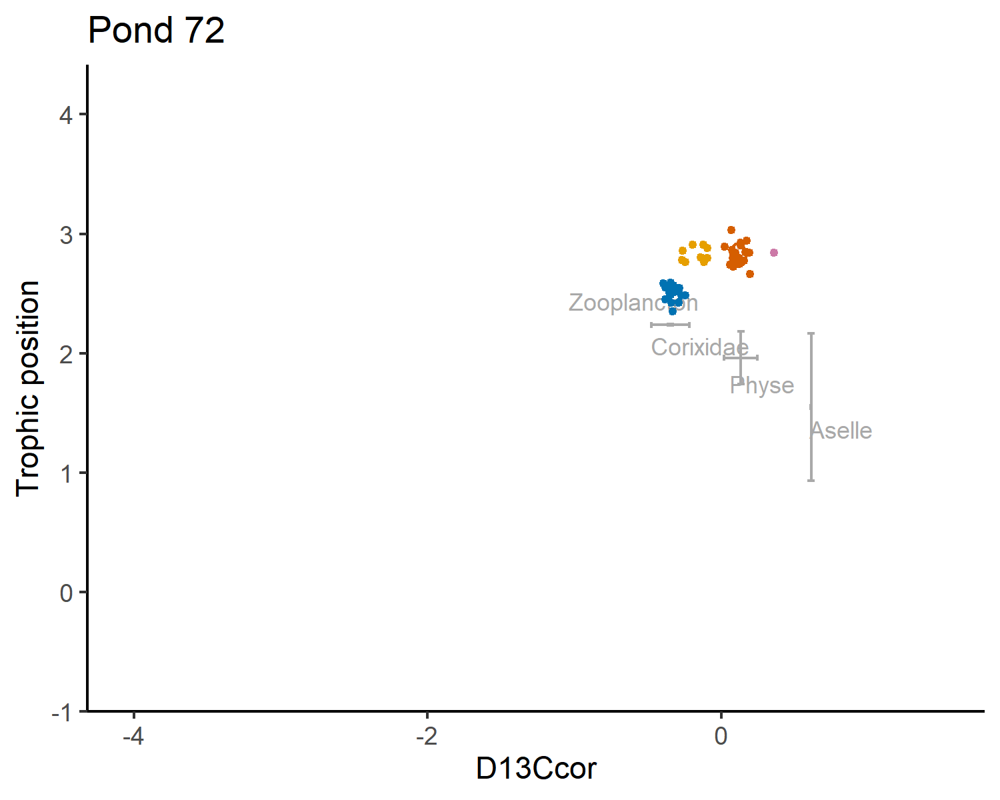 Pond 72
Trophic position
4
3
2
1
0
-1
Zooplancton
Corixidae
Physe
Aselle
-4
-2
0
D13Ccor